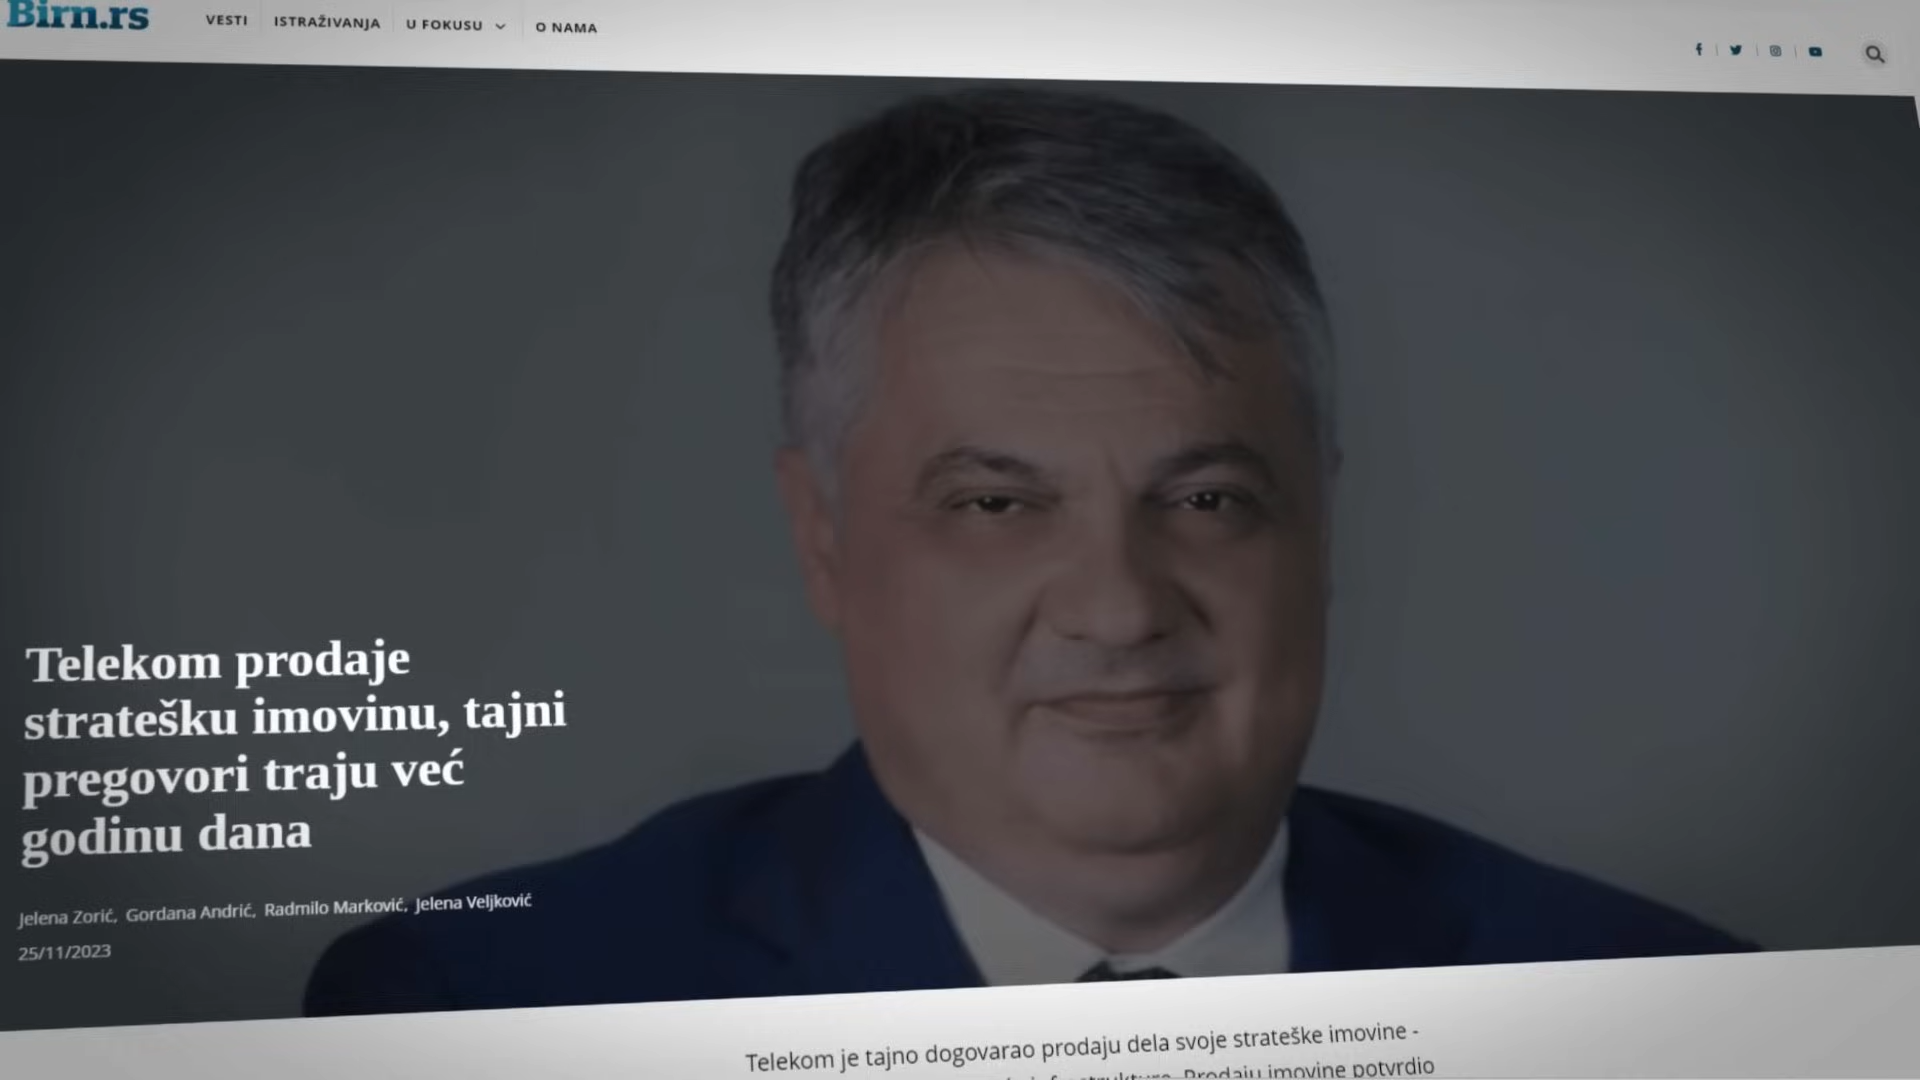 Birn.rs
VESTI
ISTRAŽIVANJA
U FOKUSU
O NAMA
Telekom prodaje
stratešku imovinu, tajni
pregovori traju već
godinu dana
Jelena Zorić, Gordana Andrić, Radmilo Marković, Jelena Veljković
25/11/2023
Telekom je tajno dogovarao prodaju dela svoje strateške imovine -
Prodaju imovine potvrdio